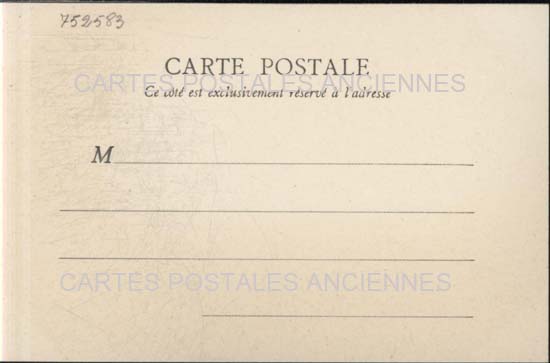 752583
CARTE POSTALE
CARTES POSTALES ANCIENNES
Ce côté est exclusivement réservé à l'adresse
M
CARTES POSTALES ANCIENNES